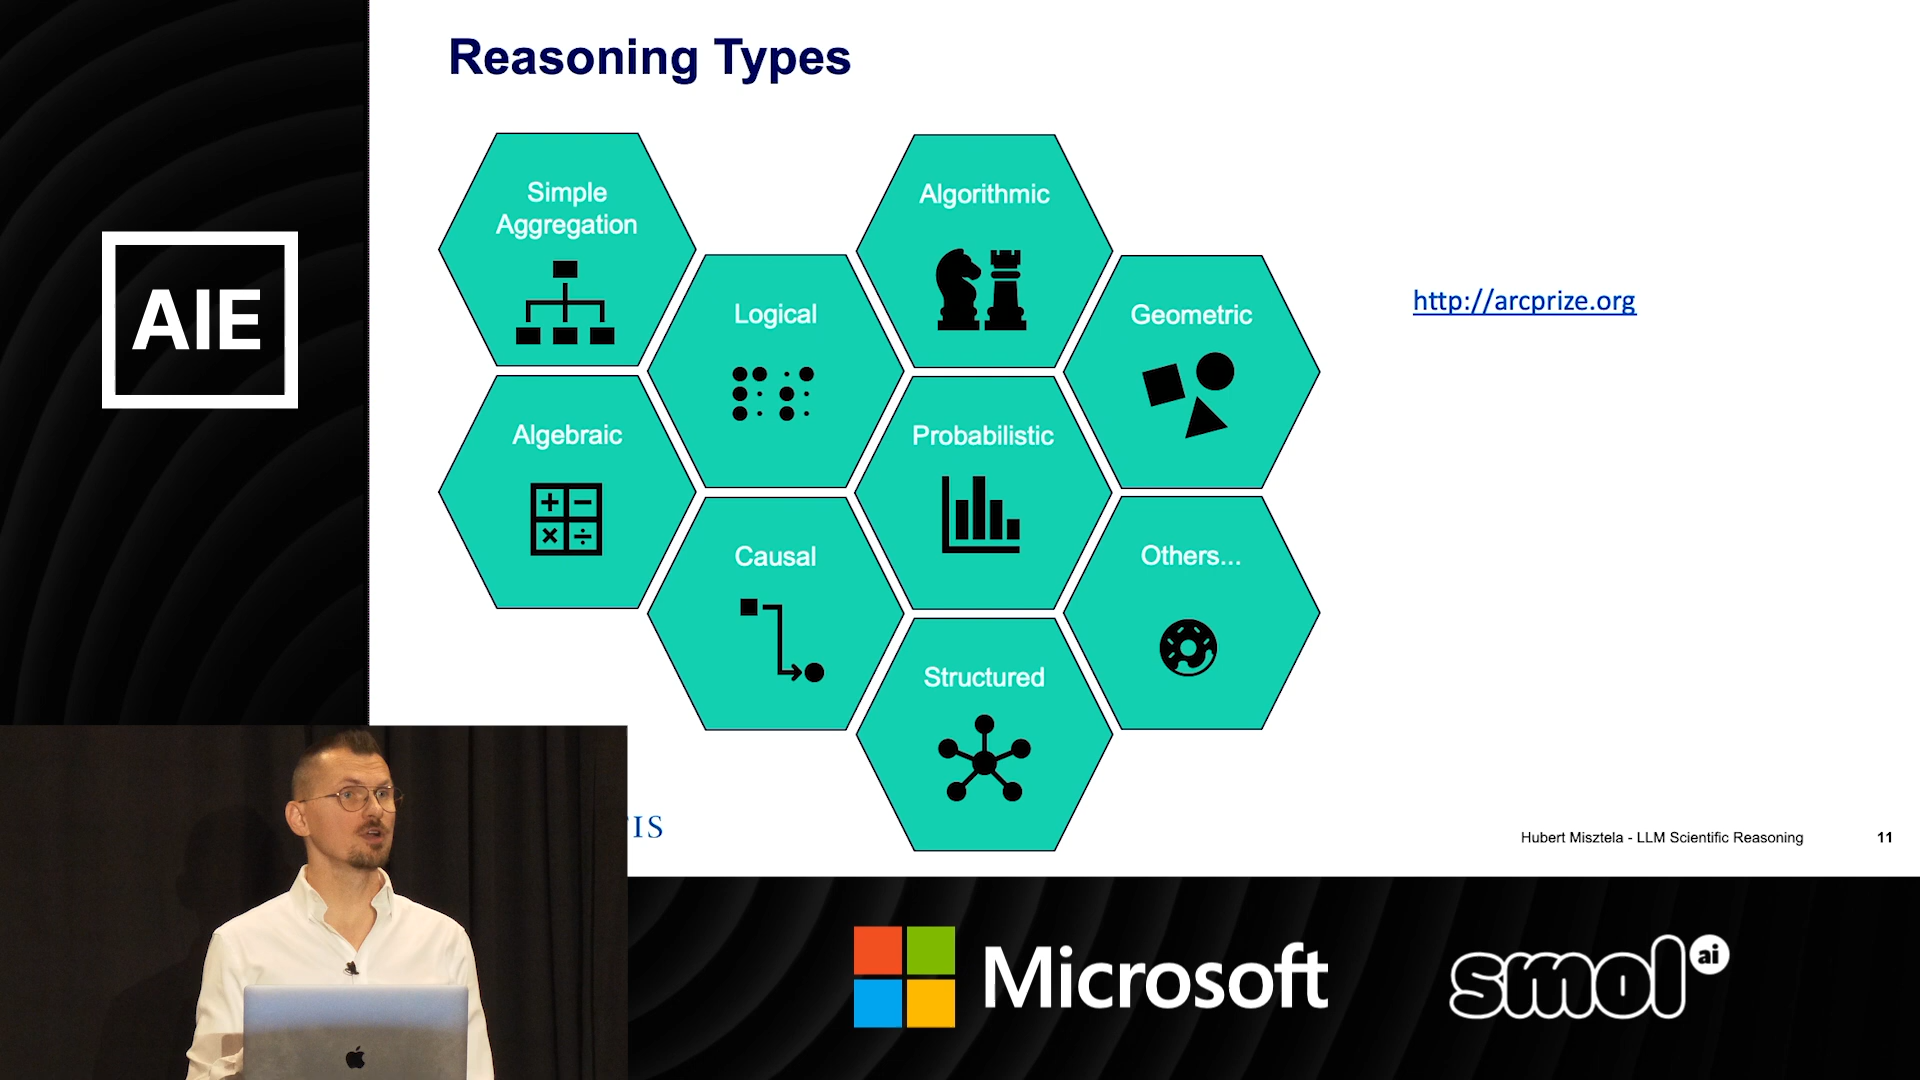 Reasoning Types
AIE
Simple
Aggregation
Algorithmic
Logical
Geometric
http://arcprize.org
Algebraic
Probabilistic
Causal
Others...
Structured
TIS
Hubert Misztela - LLM Scientific Reasoning
11
Microsoft
smol ai